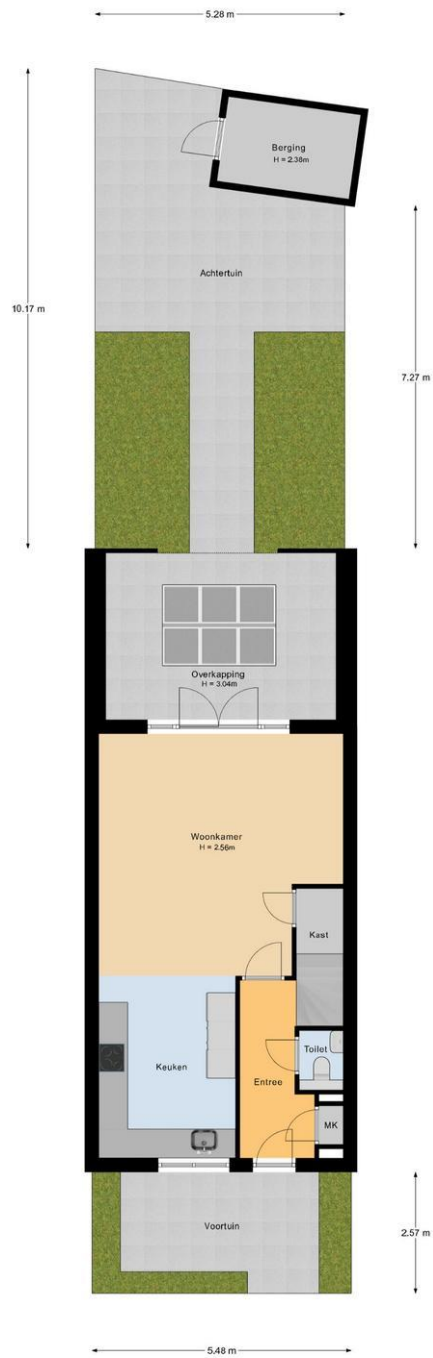 5.28 m
Berging
H = 2.38m
Achtertuin
10.17 m
7.27 m
Overkapping
H = 3.04m
Woonkamer
H = 2.56m
Kast
Toilet
Keuken
Entree
MK
Voortuin
2.57 m
5.48 m